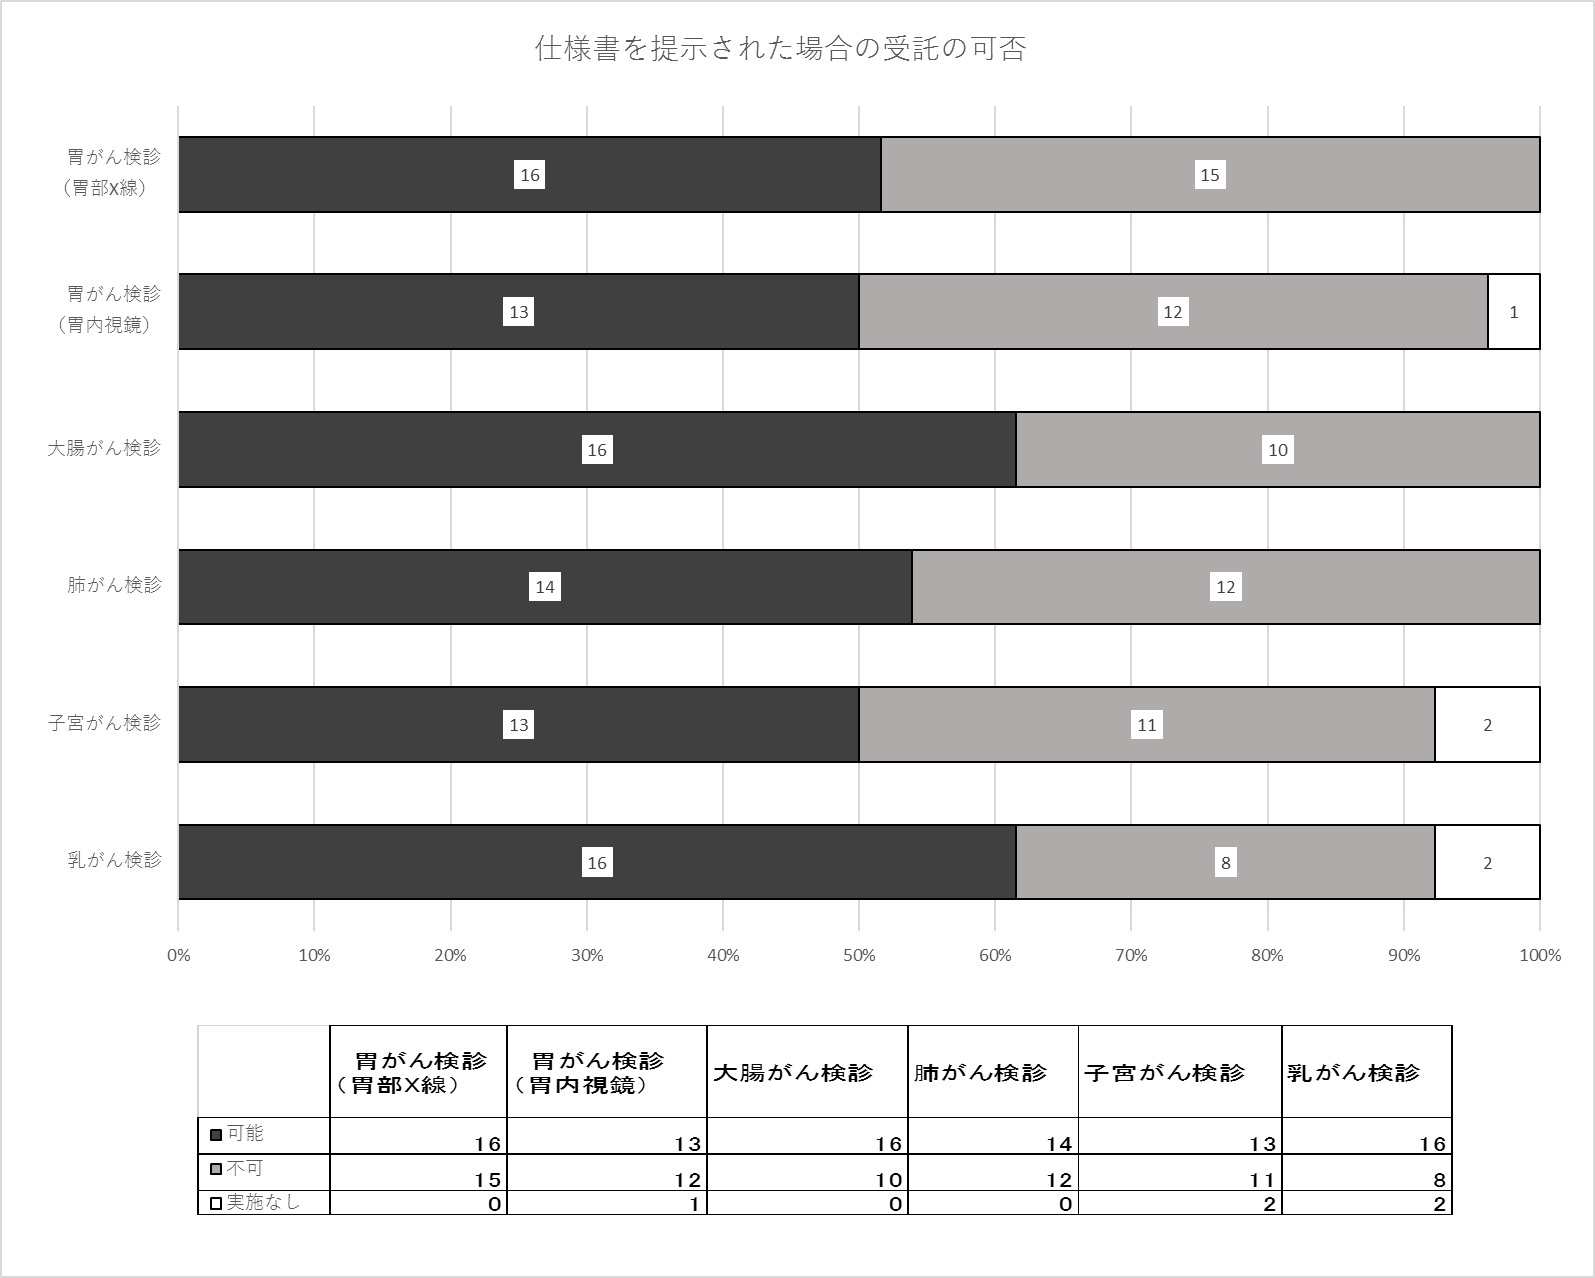 仕様書を提示された場合の受託の可否
胃がん検診
（胃部X線）
16 15
胃がん検診
（胃内視鏡）
13 12 1
大腸がん検診
16 10
肺がん検診
14 12
子宮がん検診
13 11 2
乳がん検診
16 8 2
0% 10% 20% 30% 40% 50% 60% 70% 80% 90% 100%
胃がん検診
（胃部X線）
胃がん検診
（胃内視鏡）
大腸がん検診
肺がん検診
子宮がん検診
乳がん検診
可能 16 13 16 14 13 16
不可 15 12 10 12 11 8
実施なし 0 1 0 0 2 2